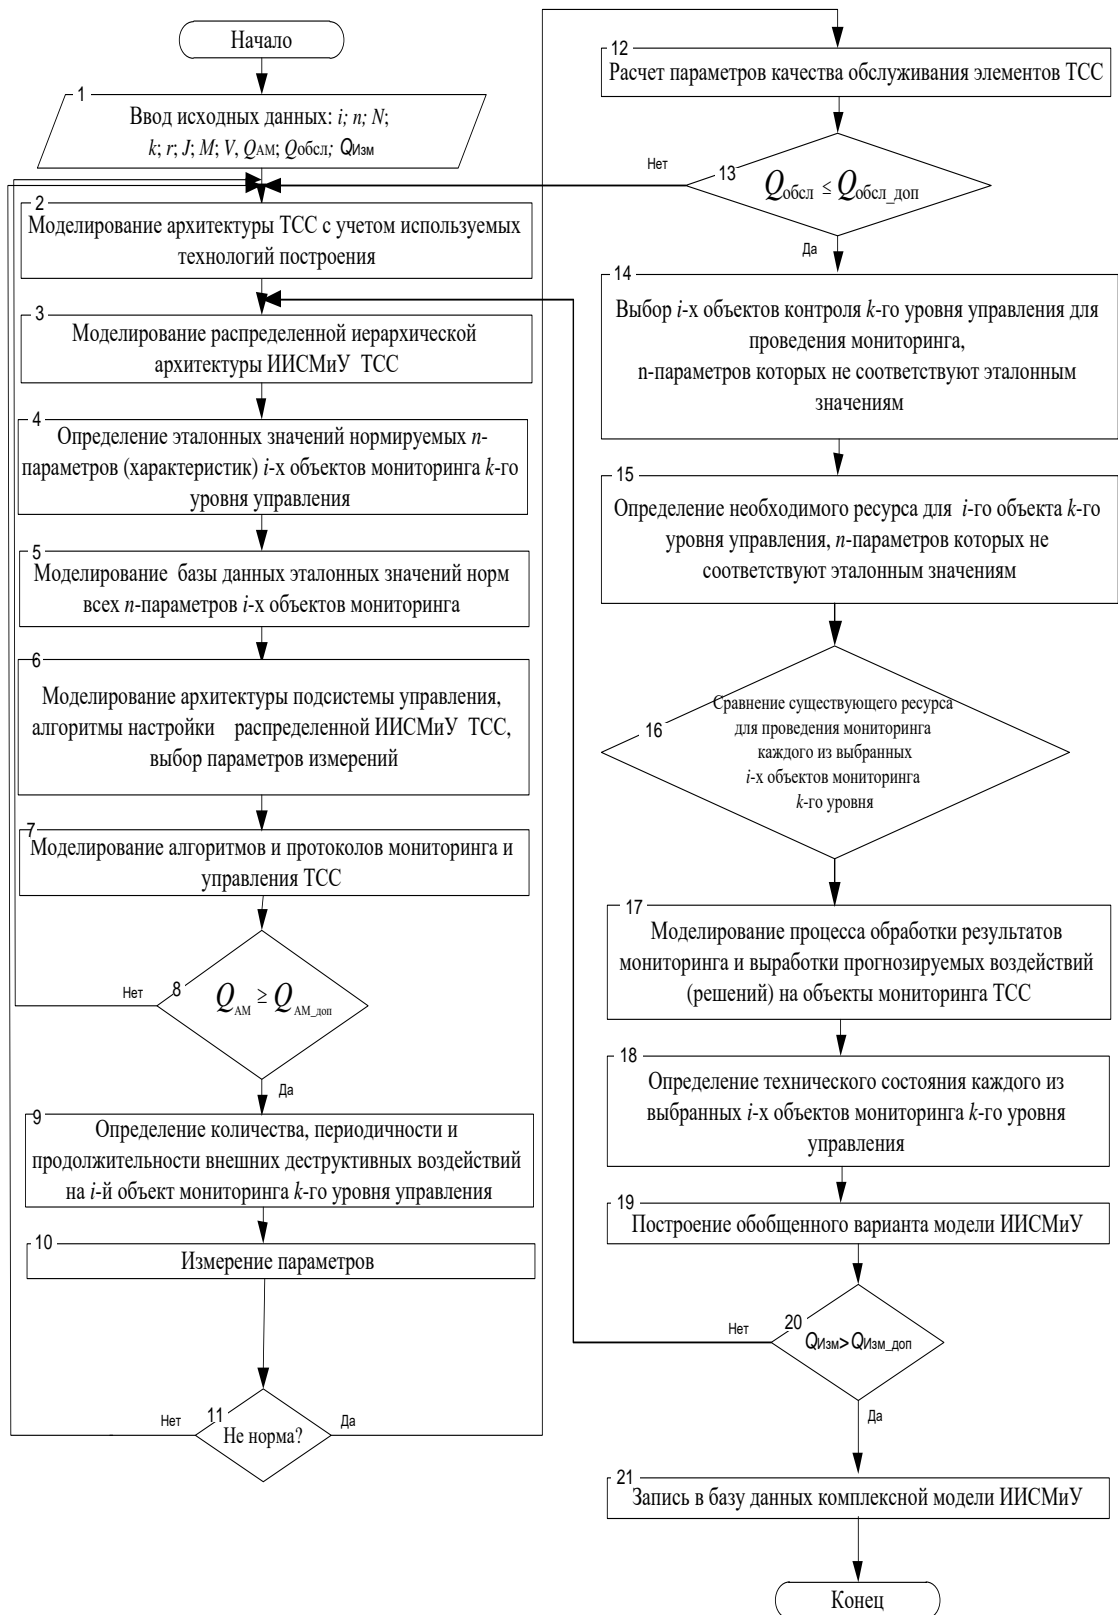 Начало
1
Ввод исходных данных: i; n; N;
k; r; J; M; V, QАМ; Qобсл; QИзм
2
Моделирование архитектуры ТСС с учетом используемых
технологий построения
3
Моделирование распределенной иерархической
архитектуры ИИСМиУ ТСС
4
Определение эталонных значений нормируемых n-
параметров (характеристик) i-х объектов мониторинга k-го
уровня управления
5
Моделирование базы данных эталонных значений норм
всех n-параметров i-х объектов мониторинга
6
Моделирование архитектуры подсистемы управления,
алгоритмы настройки распределенной ИИСМиУ ТСС,
выбор параметров измерений
7
Моделирование алгоритмов и протоколов мониторинга и
управления ТСС
Нет
8
QАМ ≥ QАМ_доп
Да
9
Определение количества, периодичности и
продолжительности внешних деструктивных воздействий
на i-й объект мониторинга k-го уровня управления
10
Измерение параметров
Нет
11
Не норма?
Да
12
Расчет параметров качества обслуживания элементов ТСС
Нет
13
Qобсл ≤ Qобсл_доп
Да
14
Выбор i-х объектов контроля k-го уровня управления для
проведения мониторинга,
n-параметров которых не соответствуют эталонным
значениям
15
Определение необходимого ресурса для i-го объекта k-го
уровня управления, n-параметров которых не
соответствуют эталонным значениям
16
Сравнение существующего ресурса
для проведения мониторинга
каждого из выбранных
i-х объектов мониторинга
k-го уровня
17
Моделирование процесса обработки результатов
мониторинга и выработки прогнозируемых воздействий
(решений) на объекты мониторинга ТСС
18
Определение технического состояния каждого из
выбранных i-х объектов мониторинга k-го уровня
управления
19
Построение обобщенного варианта модели ИИСМиУ
Нет
20
QИзм>QИзм_доп
Да
21
Запись в базу данных комплексной модели ИИСМиУ
Конец